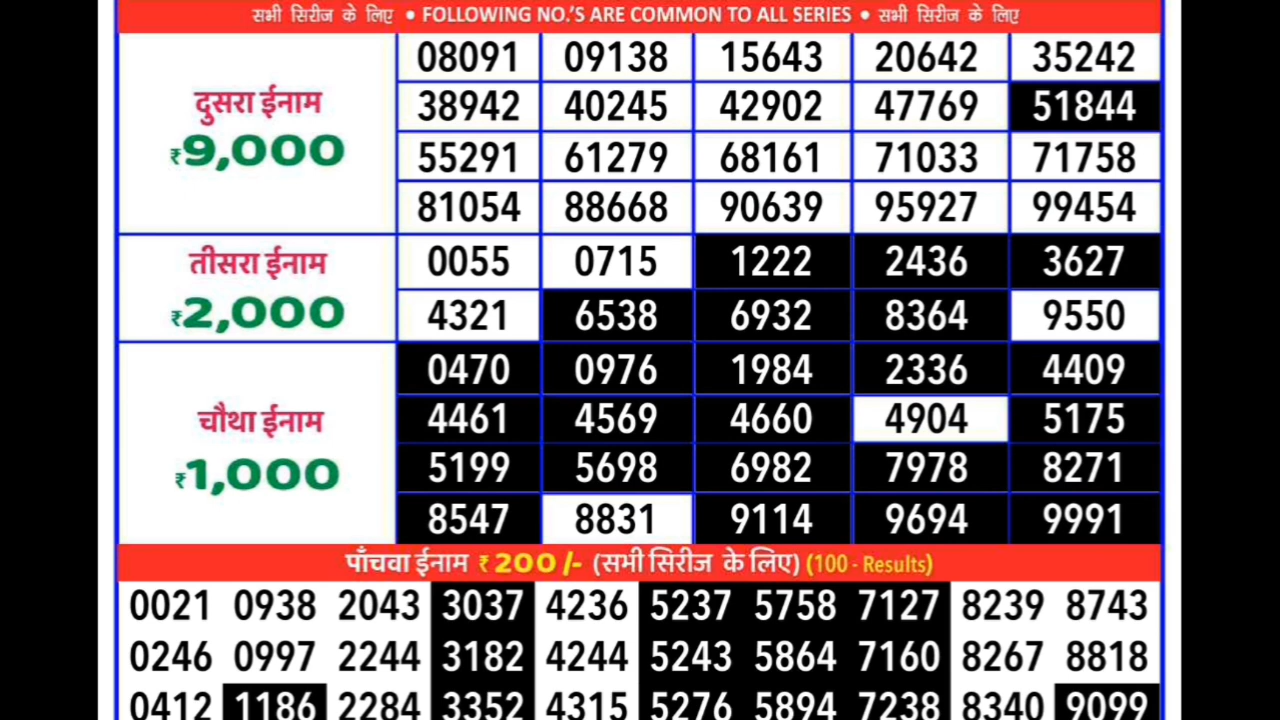 सभी सिरीज के लिए • FOLLOWING NO.'S ARE COMMON TO ALL SERIES • सभी सिरीज के लिए
दुसरा ईनाम
₹9,000
08091 09138 15643 20642 35242
38942 40245 42902 47769 51844
55291 61279 68161 71033 71758
81054 88668 90639 95927 99454
तीसरा ईनाम
₹2,000
0055 0715 1222 2436 3627
4321 6538 6932 8364 9550
चौथा ईनाम
₹1,000
0470 0976 1984 2336 4409
4461 4569 4660 4904 5175
5199 5698 6982 7978 8271
8547 8831 9114 9694 9991
पाँचवा ईनाम ₹200/- (सभी सिरीज के लिए) (100 - Results)
0021 0938 2043 3037 4236 5237 5758 7127 8239 8743
0246 0997 2244 3182 4244 5243 5864 7160 8267 8818
0412 1186 2284 3352 4315 5276 5894 7238 8340 9099